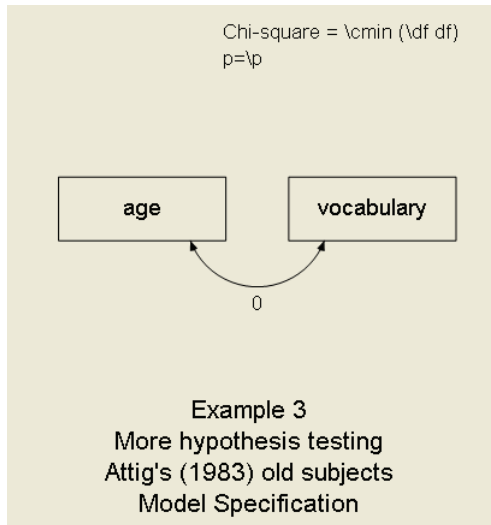 Chi-square = \cmin (\df df)
p=\p
age
vocabulary
0
Example 3
More hypothesis testing
Attig's (1983) old subjects
Model Specification